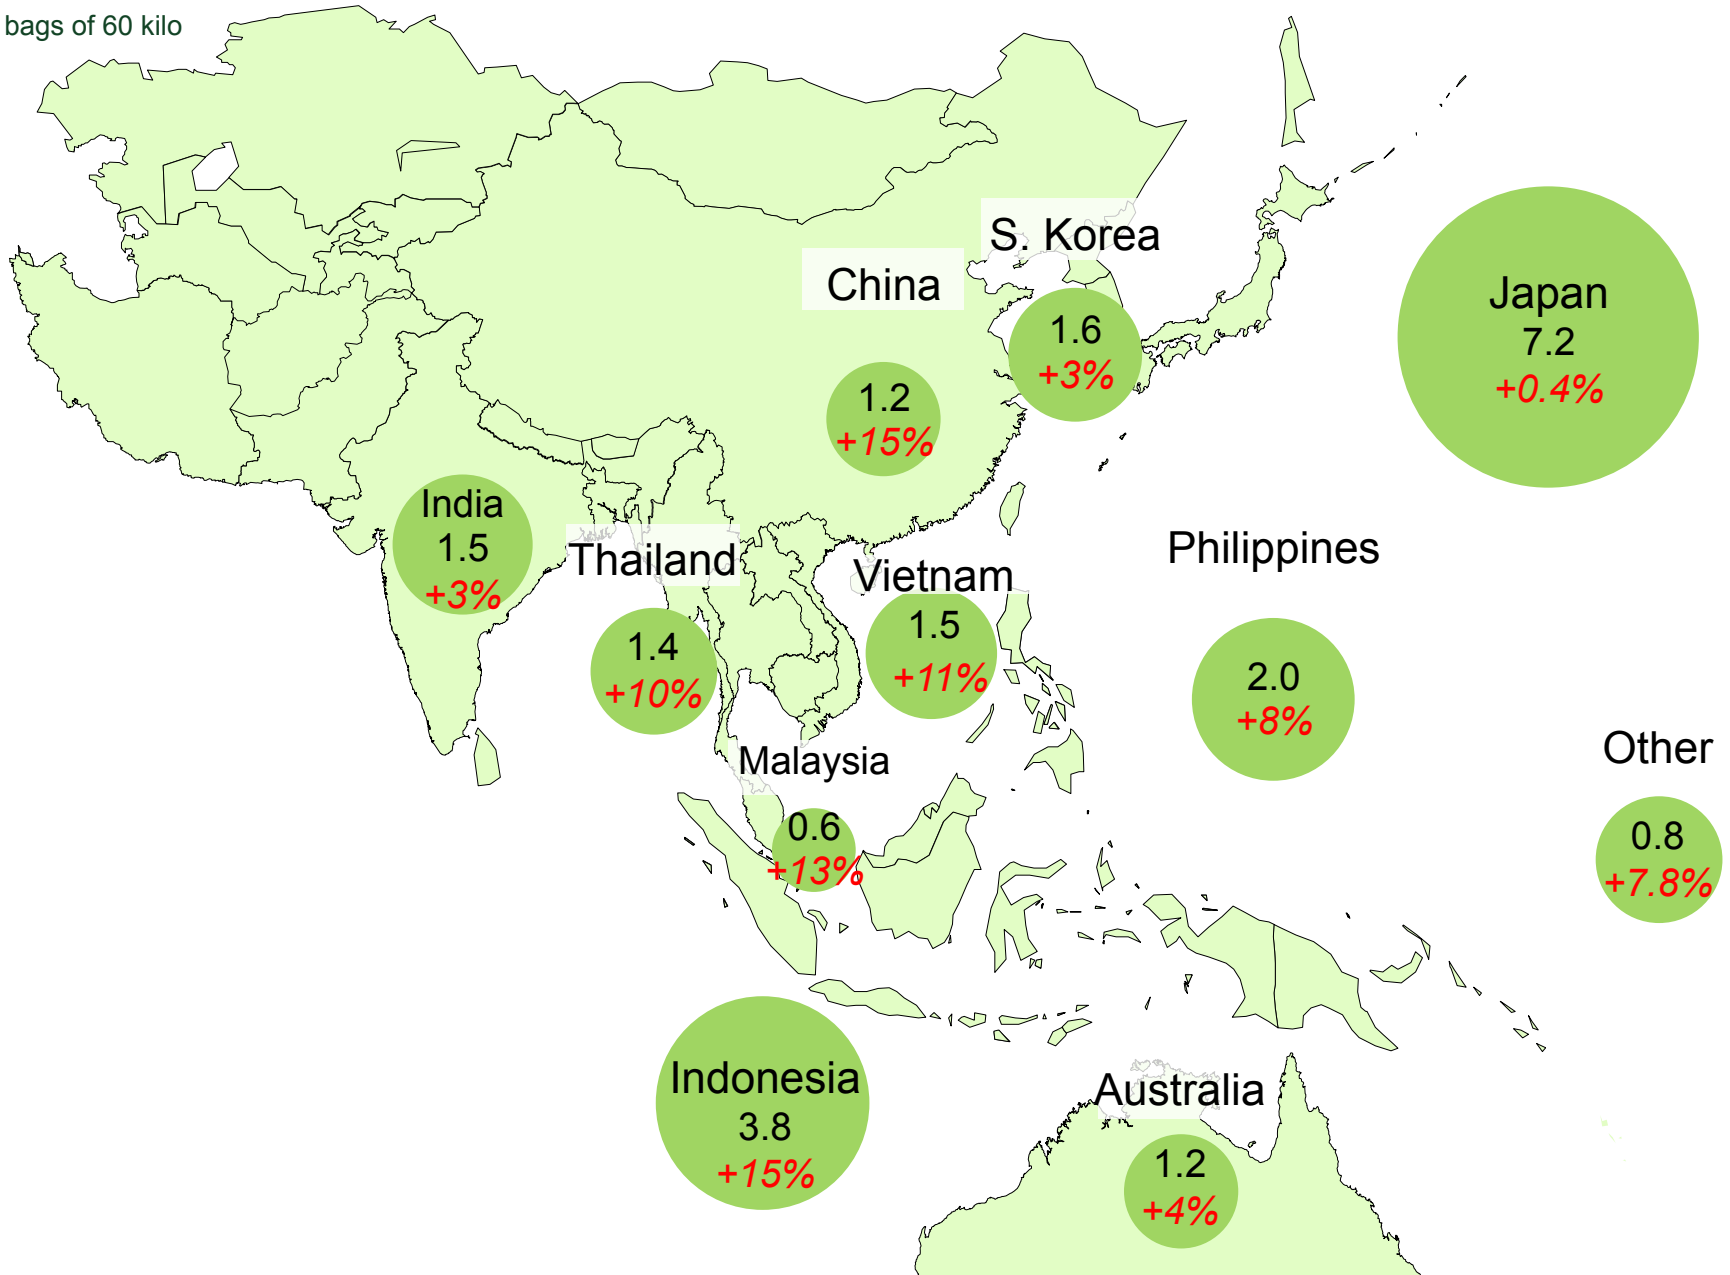 bags of 60 kilo
S. Korea
1.6
+3%
China
1.2
+15%
Japan
7.2
+0.4%
India
1.5
+3%
Thailand
1.4
+10%
Vietnam
1.5
+11%
Philippines
2.0
+8%
Malaysia
0.6
+13%
Other
0.8
+7.8%
Indonesia
3.8
+15%
Australia
1.2
+4%